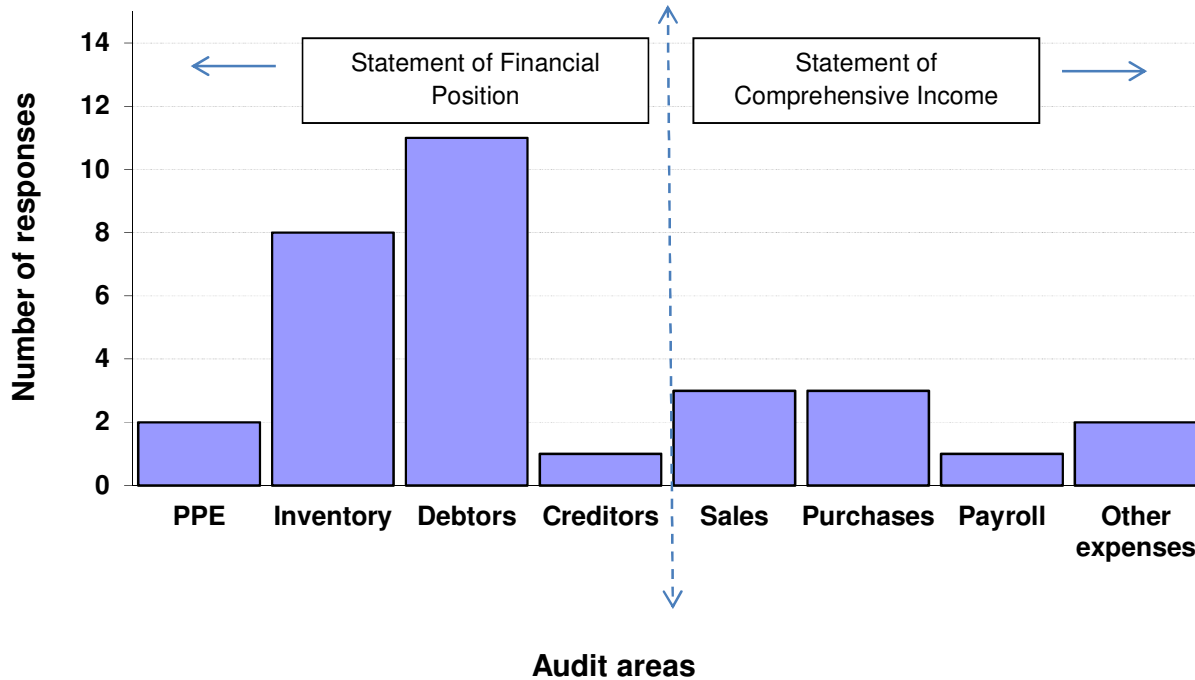 Statement of Financial
Position
Statement of
Comprehensive Income
Number of responses
14
12
10
8
6
4
2
0
PPE
Inventory
Debtors
Creditors
Sales
Purchases
Payroll
Other
expenses
Audit areas